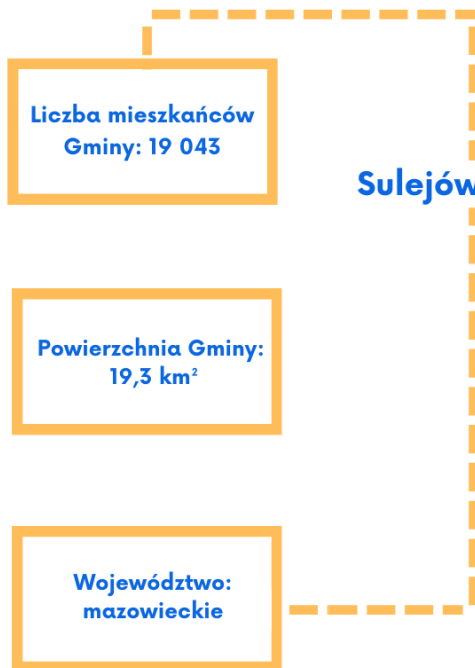 Liczba mieszkańców
Gminy: 19 043
Sulejów
Powierzchnia Gminy:
19,3 km²
Województwo:
mazowieckie